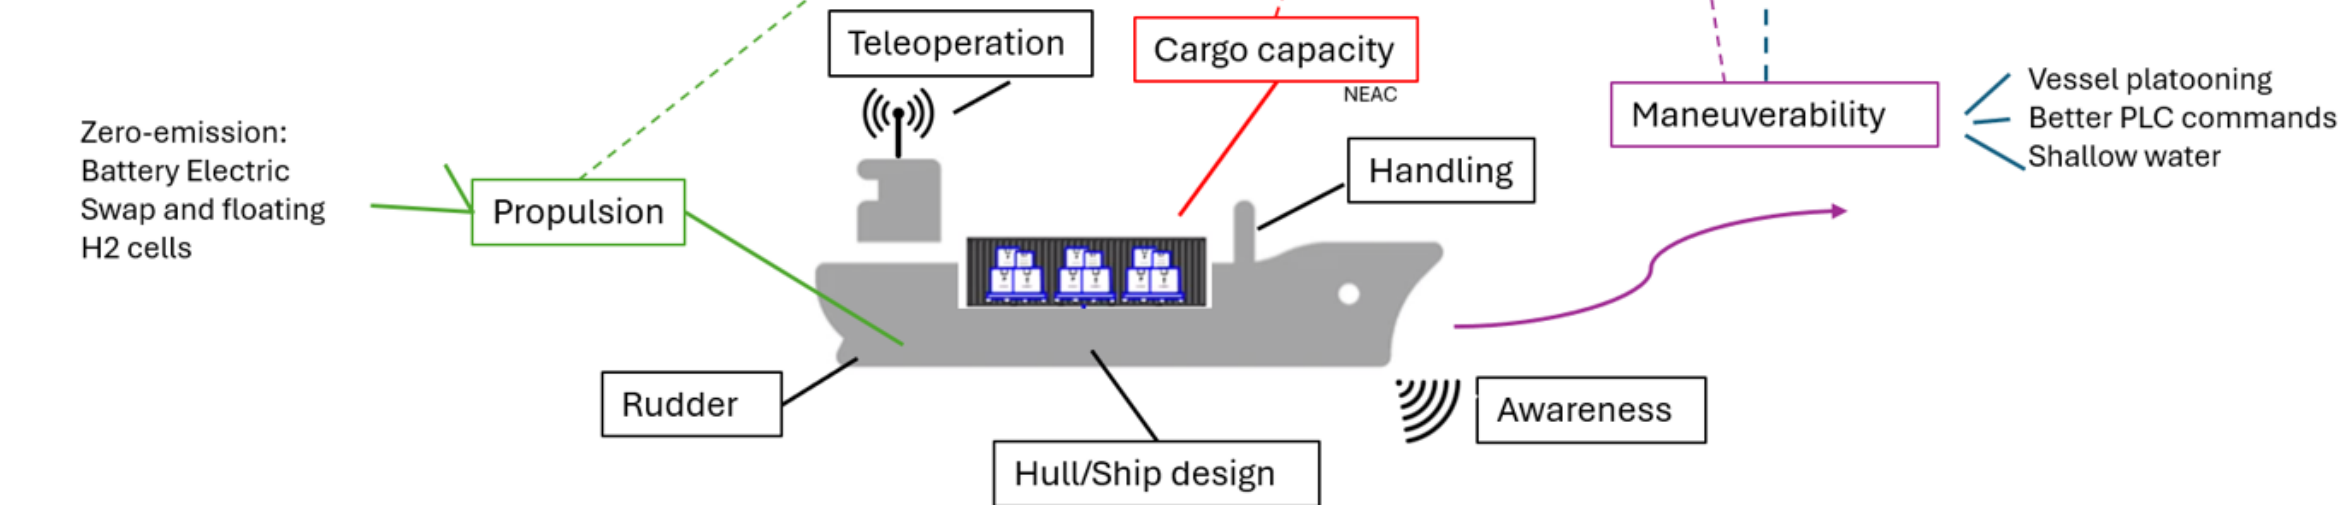 Teleoperation
Cargo capacity
NEAC
Maneuverability
Vessel platooning
Better PLC commands
Shallow water
Zero-emission:
Battery Electric
Swap and floating
H2 cells
Propulsion
Handling
Rudder
Awareness
Hull/Ship design